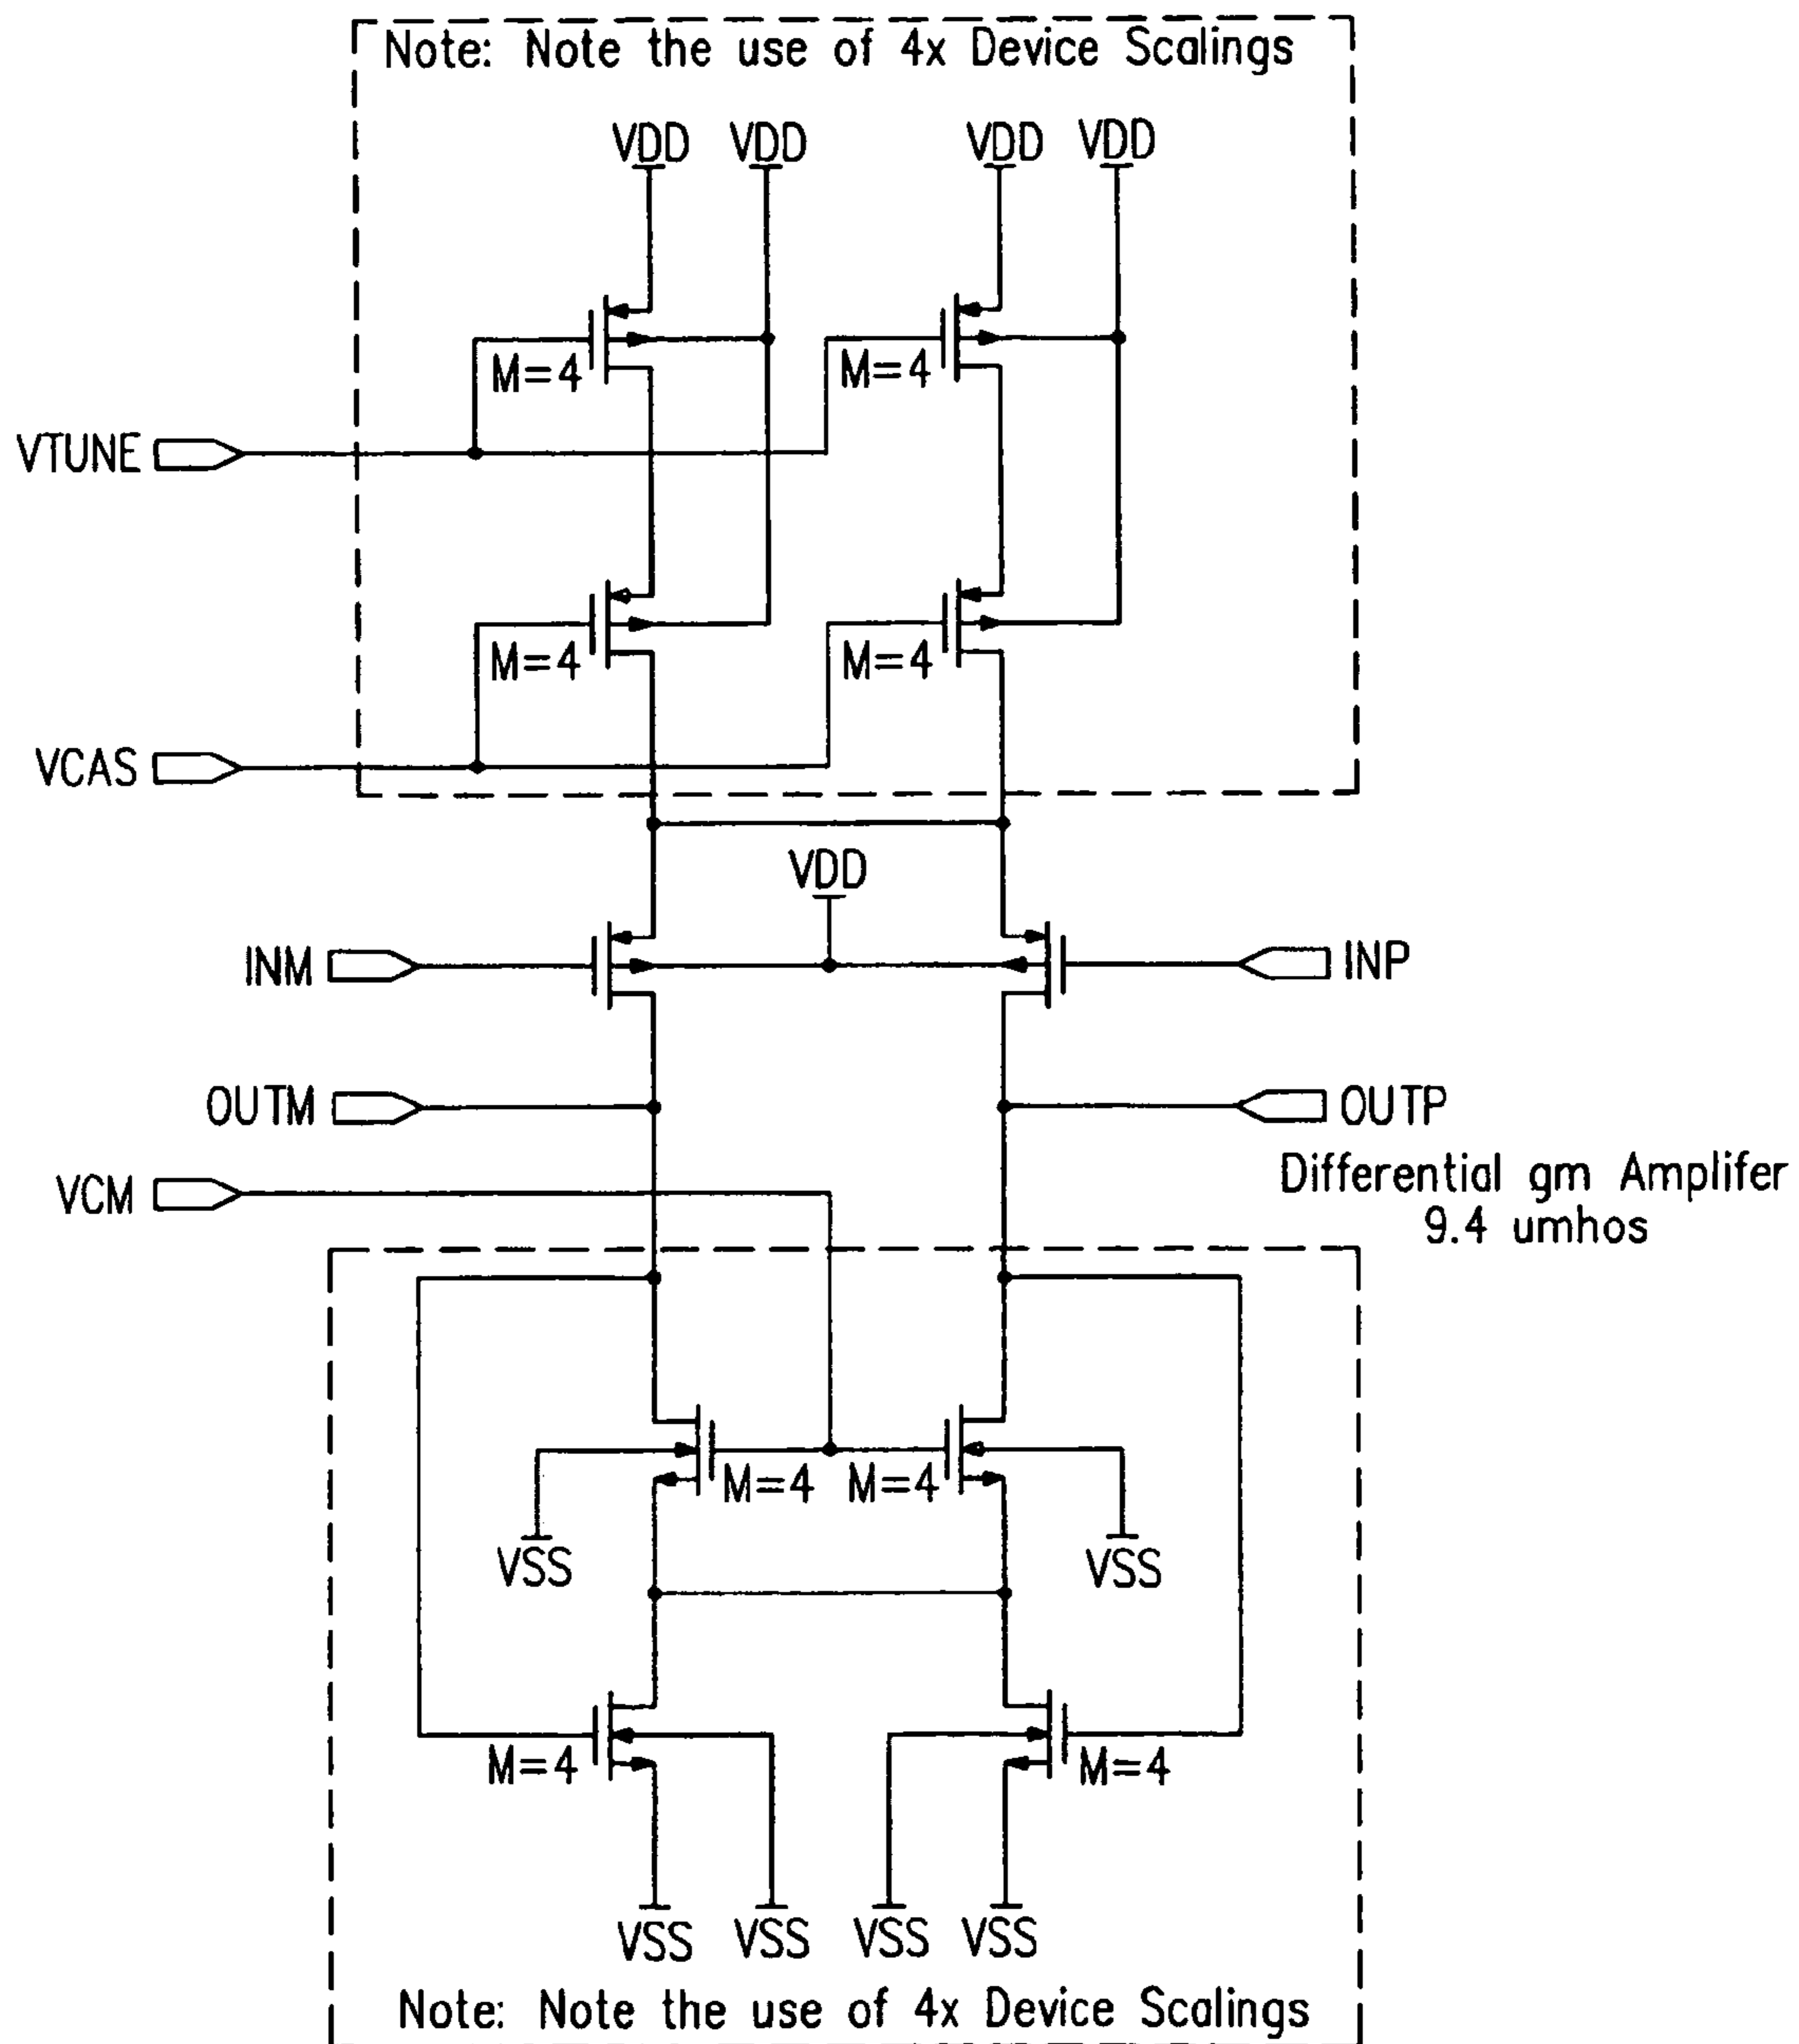 Note: Note the use of 4x Device Scalings
VDD VDD VDD VDD
M=4 M=4
VTUNE
M=4 M=4
VCAS
VDD
INM INP
OUTM OUTP
Differential gm Amplifer
9.4 umhos
VCM
M=4 M=4
VSS VSS
M=4 M=4
VSS VSS VSS VSS
Note: Note the use of 4x Device Scalings